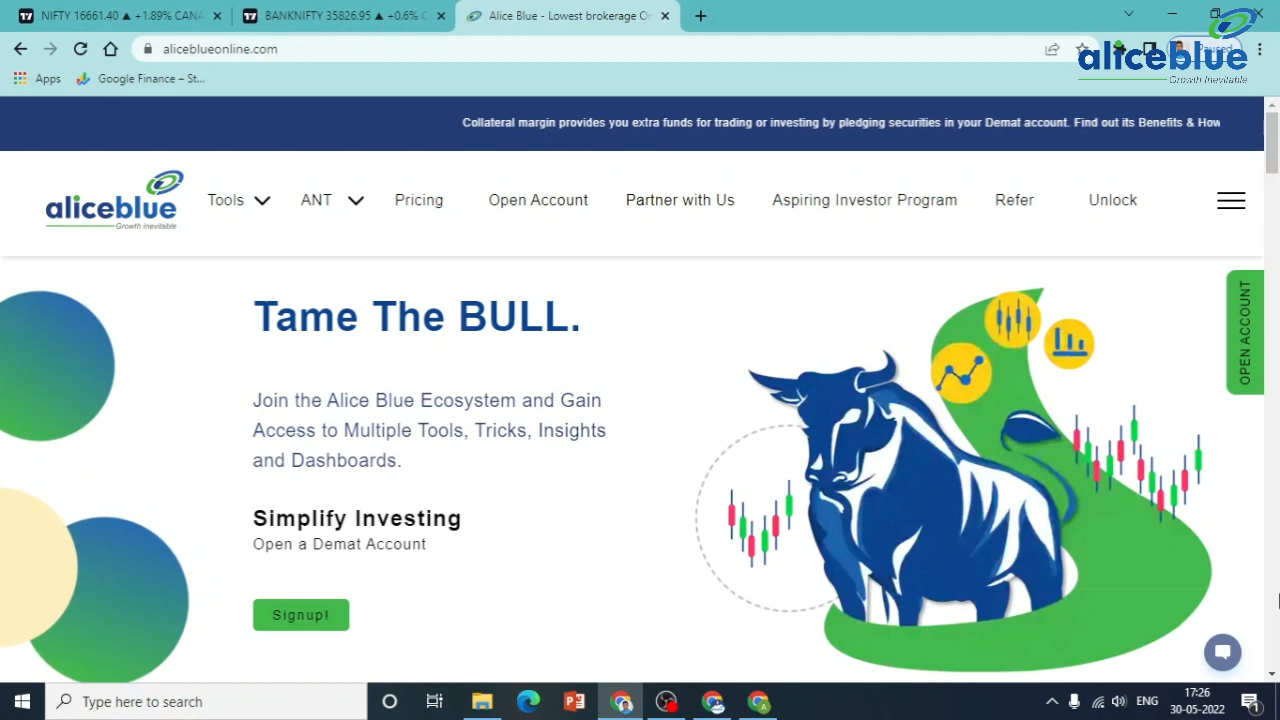 NIFTY 16661.40 ▲ +1.89% CANA
BANKNIFTY 35826.95 ▲ +0.6% C
Alice Blue - Lowest brokerage On
aliceblueonline.com
Paused
Apps
Google Finance – St...
aliceblue
Growth Inevitable
Collateral margin provides you extra funds for trading or investing by pledging securities in your Demat account. Find out its Benefits & How
aliceblue
Growth Inevitable
Tools
ANT
Pricing
Open Account
Partner with Us
Aspiring Investor Program
Refer
Unlock
Tame The BULL.
OPEN ACCOUNT
Join the Alice Blue Ecosystem and Gain
Access to Multiple Tools, Tricks, Insights
and Dashboards.
Simplify Investing
Open a Demat Account
Signup!
Type here to search
ENG
17:26
30-05-2022
1